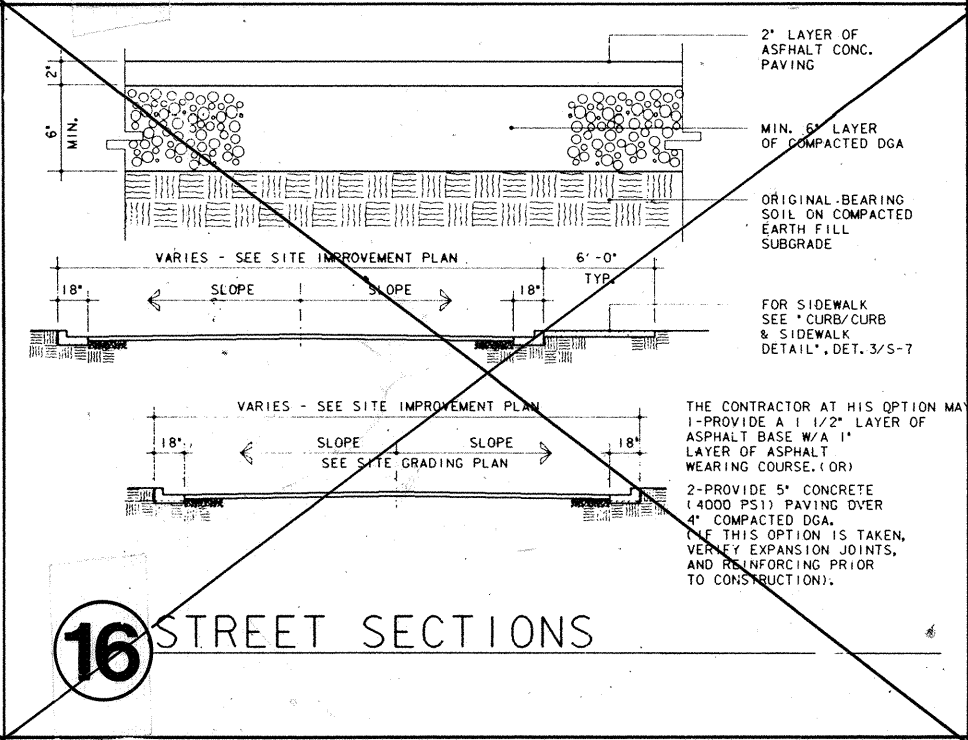 2" LAYER OF
ASFHALT CONC.
PAVING
2"
6"
MIN.
MIN. 6" LAYER
OF COMPACTED DGA
ORIGINAL-BEARING
SOIL ON COMPACTED
EARTH FILL
SUBGRADE
VARIES - SEE SITE IMPROVEMENT PLAN
6'-0"
TYP.
18"
SLOPE
SLOPE
18"
FOR SIDEWALK
SEE "CURB/CURB
& SIDEWALK
DETAIL", DET. 3/S-7
VARIES - SEE SITE IMPROVEMENT PLAN
18"
SLOPE
SLOPE
18"
SEE SITE GRADING PLAN
THE CONTRACTOR AT HIS OPTION MAY
1-PROVIDE A 1 1/2" LAYER OF
ASPHALT BASE W/A 1"
LAYER OF ASPHALT
WEARING COURSE.(OR)
2-PROVIDE 5" CONCRETE
(4000 PSI) PAVING OVER
4" COMPACTED DGA.
(IF THIS OPTION IS TAKEN,
VERIFY EXPANSION JOINTS,
AND REINFORCING PRIOR
TO CONSTRUCTION).
16
STREET SECTIONS